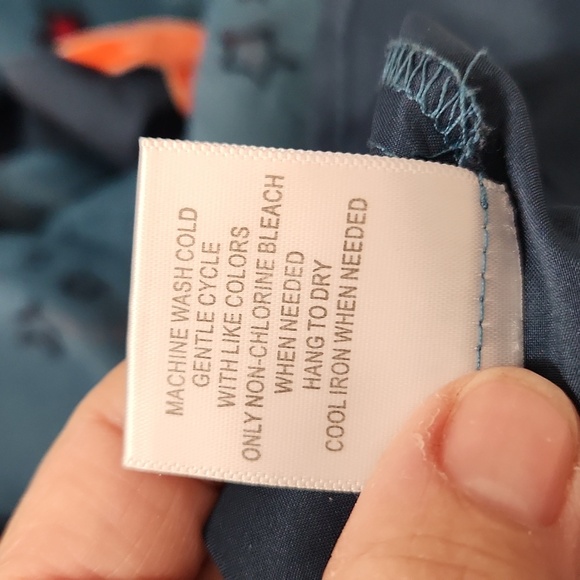 MACHINE WASH COLD
GENTLE CYCLE
WITH LIKE COLORS
ONLY NON-CHLORINE BLEACH
WHEN NEEDED
HANG TO DRY
COOL IRON WHEN NEEDED